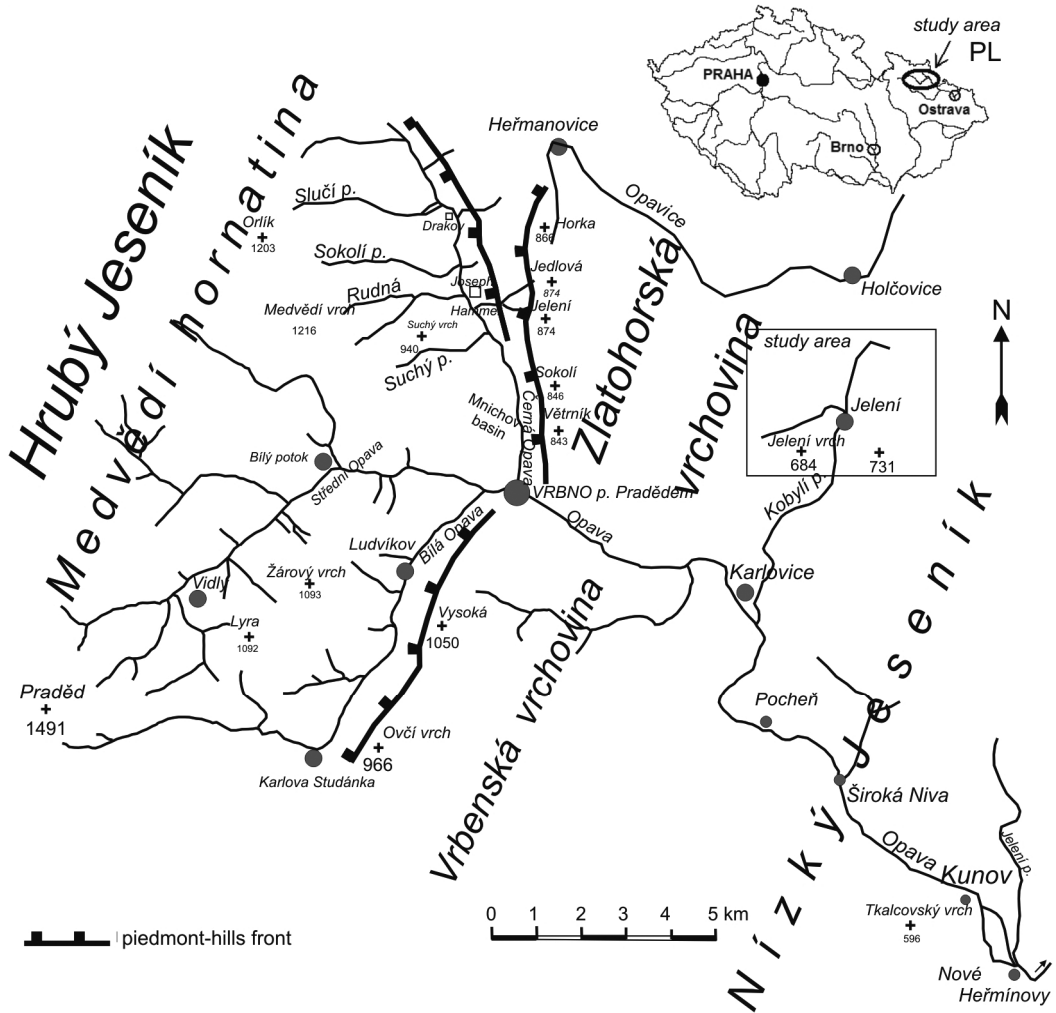 study area
PL
PRAHA
Ostrava
Brno
Heřmanovice
Opavice
Hrubý Jeseník
Medvědí hornatina
Slučí p.
Orlík
1203
Drakov
866
Horka
Sokolí p.
Jedlová
874
Rudná
Joseph
Hamme
Jelení
874
Medvědí vrch
1216
Suchý vrch
940
Suchý p.
Holčovice
Zlatohorská
vrchovina
N
study area
Jelení
Jelení vrch
684
731
Kobylí p.
Sokolí
846
Mnichov
basin
Černá Opava
Větrník
843
Bílý potok
Střední Opava
VRBNO p. Pradědem
Opava
Ludvíkov
Bílá Opava
Vidly
Žárový vrch
1093
Karlovice
Lyra
1092
Vysoká
1050
Praděd
1491
Ovčí vrch
966
Karlova Studánka
Vrbenská vrchovina
Pocheň
Nízký Jeseník
Široká Niva
Opava
Jelení p.
Kunov
Tkalcovský vrch
596
Nové
Heřmínovy
0 1 2 3 4 5 km
piedmont-hills front